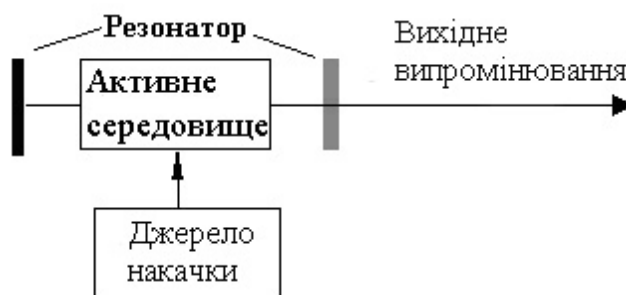 Резонатор
Вихідне
випромінювання
Активне
середовище
Джерело
накачки